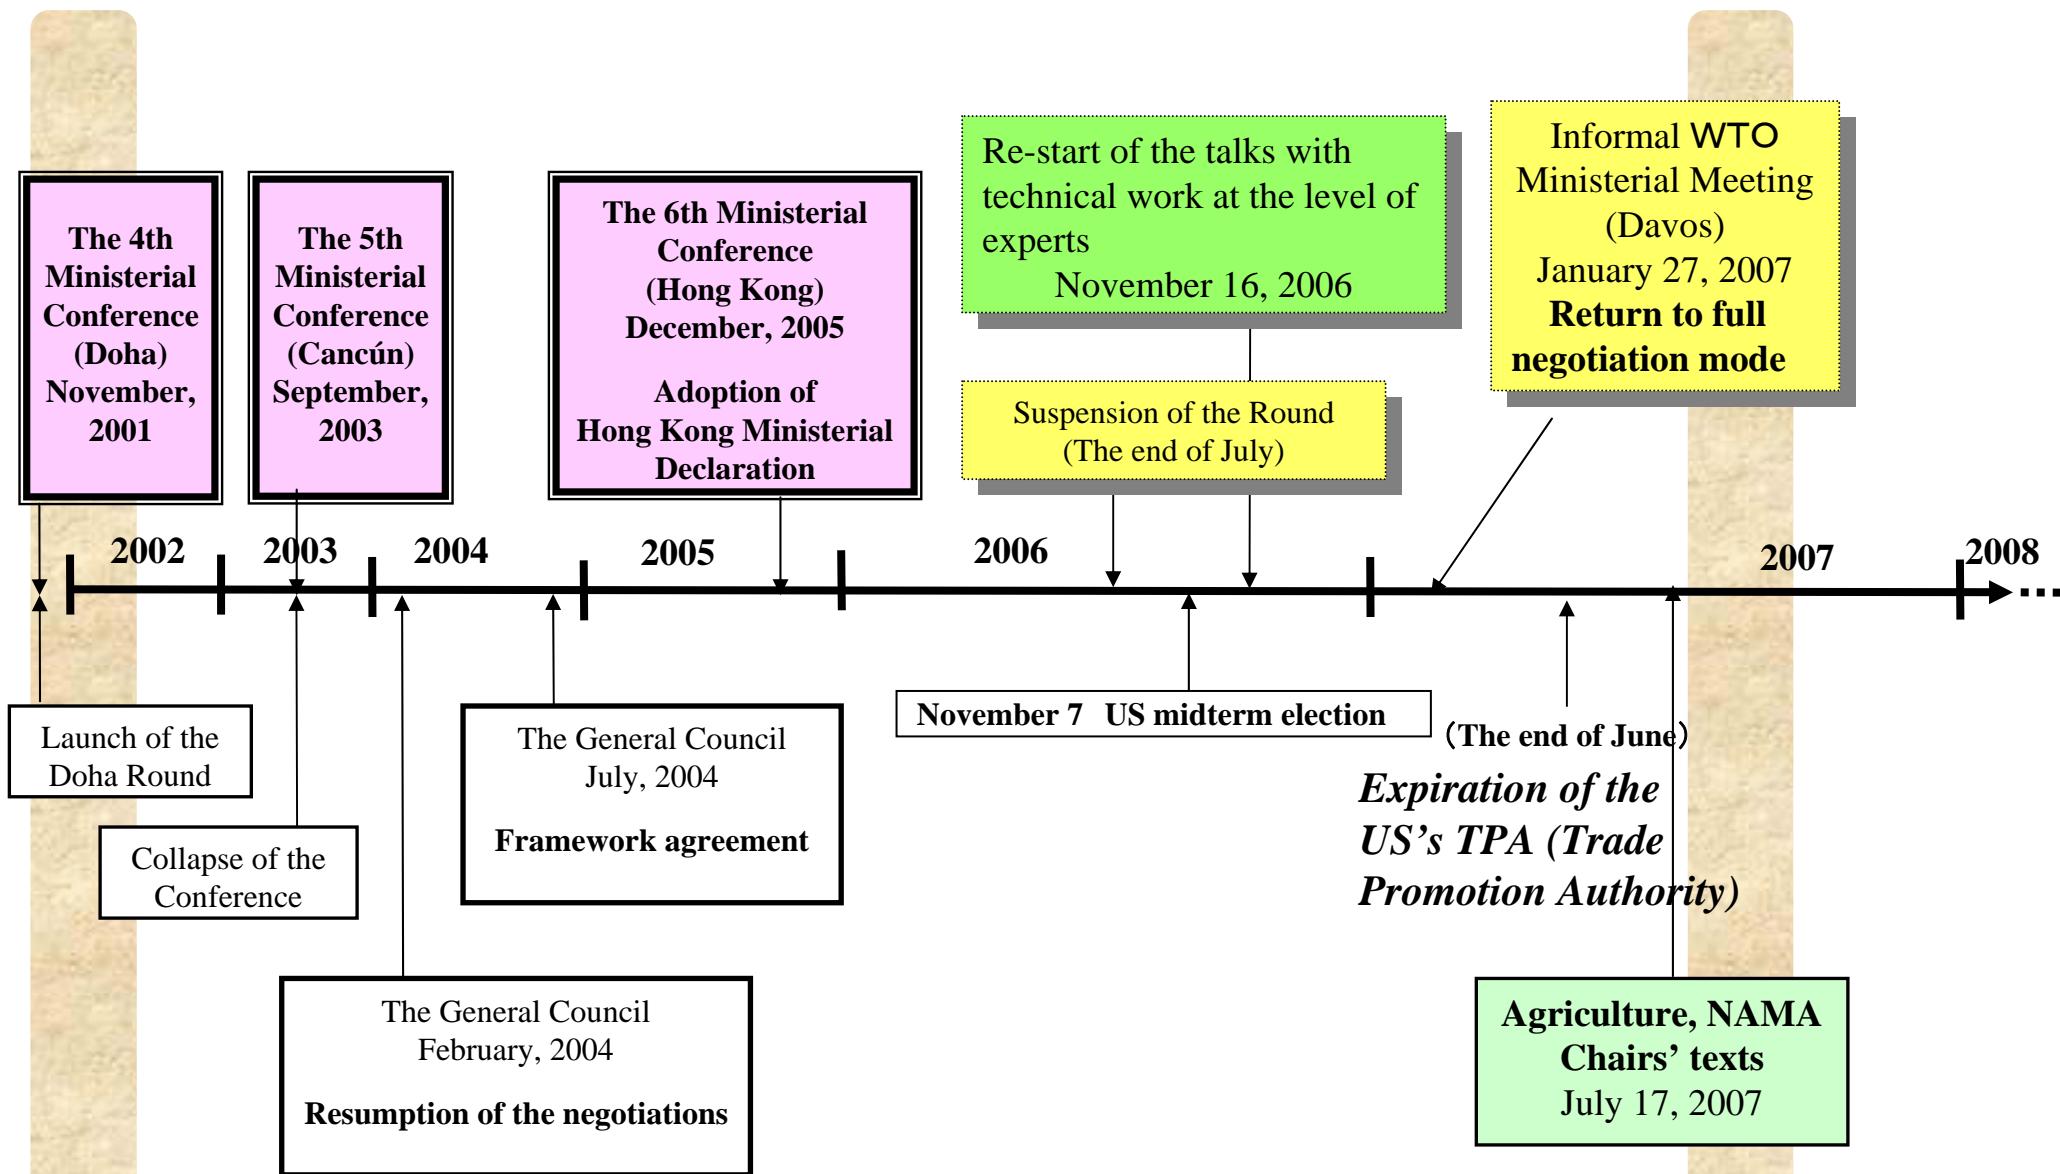 The 4th
Ministerial
Conference
(Doha)
November,
2001
The 5th
Ministerial
Conference
(Cancún)
September,
2003
The 6th Ministerial
Conference
(Hong Kong)
December, 2005
Adoption of
Hong Kong Ministerial
Declaration
Re-start of the talks with
technical work at the level of
experts
November 16, 2006
Suspension of the Round
(The end of July)
Informal WTO
Ministerial Meeting
(Davos)
January 27, 2007
Return to full
negotiation mode
2002
2003
2004
2005
2006
2007
2008
Launch of the
Doha Round
Collapse of the
Conference
The General Council
February, 2004
Resumption of the negotiations
The General Council
July, 2004
Framework agreement
November 7 US midterm election
（The end of June）
Expiration of the
US’s TPA (Trade
Promotion Authority)
Agriculture, NAMA
Chairs’ texts
July 17, 2007